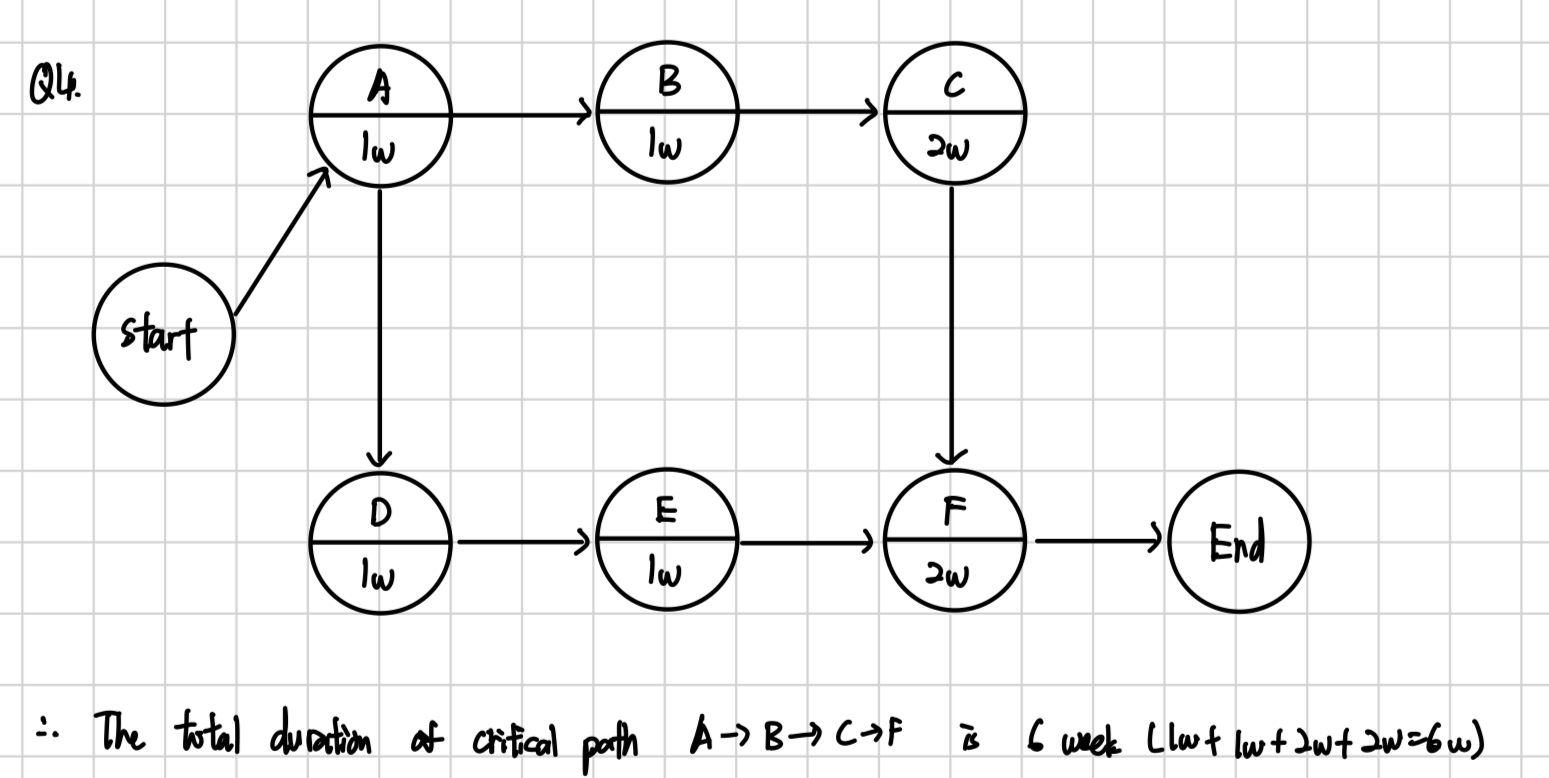 Q4.
A
1w
B
1w
C
2w
start
D
1w
E
1w
F
2w
End
∴ The total duration of critical path A→B→C→F is 6 week (1w+1w+2w+2w=6w)